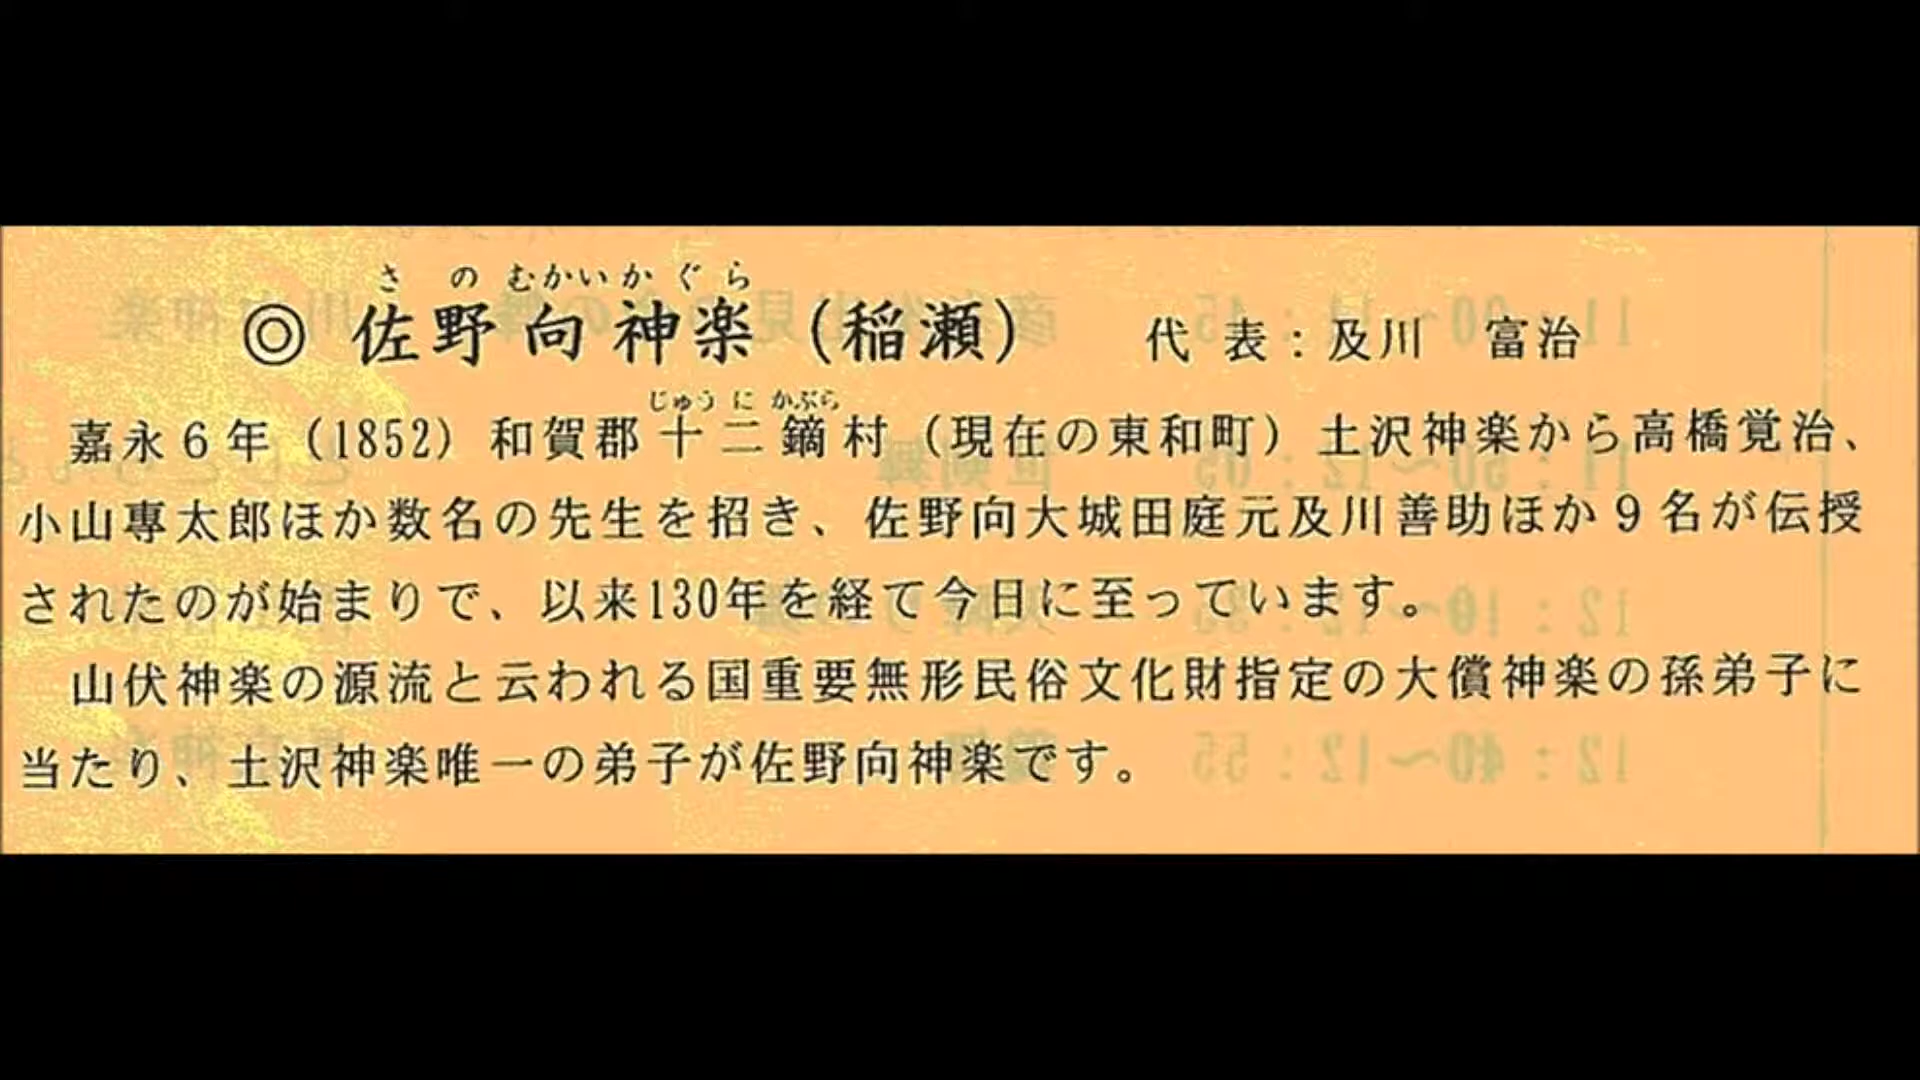 さのむかいかぐら
◎ 佐野向神楽（稲瀬）　代表：及川　富治
じゅうにかぶら
嘉永６年（1852）和賀郡十二鏑村（現在の東和町）土沢神楽から高橋覚治、
小山專太郎ほか数名の先生を招き、佐野向大城田庭元及川善助ほか９名が伝授
されたのが始まりで、以来130年を経て今日に至っています。
山伏神楽の源流と云われる国重要無形民俗文化財指定の大償神楽の孫弟子に
当たり、土沢神楽唯一の弟子が佐野向神楽です。